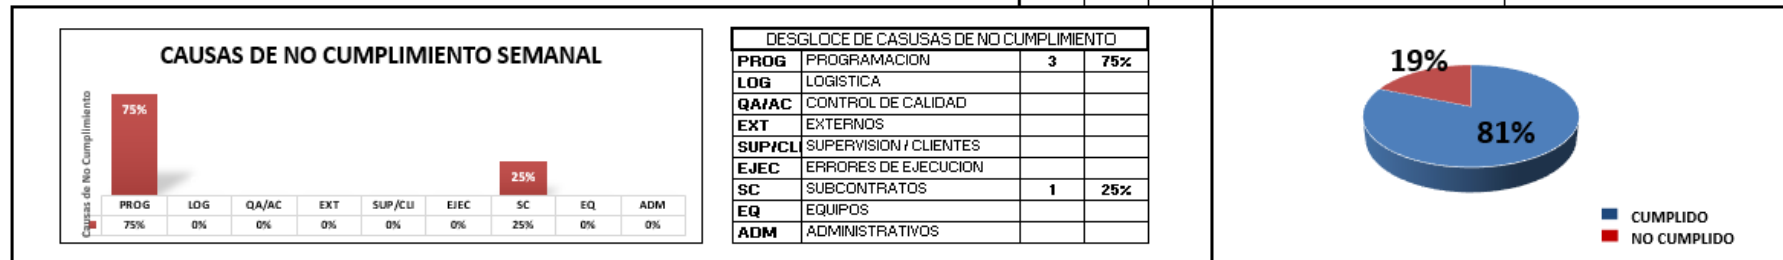 CAUSAS DE NO CUMPLIMIENTO SEMANAL
Causas de No Cumplimiento
75%
25%
PROG LOG QA/AC EXT SUP/CLI EJEC SC EQ ADM
75% 0% 0% 0% 0% 0% 25% 0% 0%
DESGLOCE DE CASUSAS DE NO CUMPLIMIENTO
PROG PROGRAMACION 3 75%
LOG LOGISTICA
QA/AC CONTROL DE CALIDAD
EXT EXTERNOS
SUP/CLI SUPERVISION / CLIENTES
EJEC ERRORES DE EJECUCION
SC SUBCONTRATOS 1 25%
EQ EQUIPOS
ADM ADMINISTRATIVOS
19%
81%
CUMPLIDO
NO CUMPLIDO